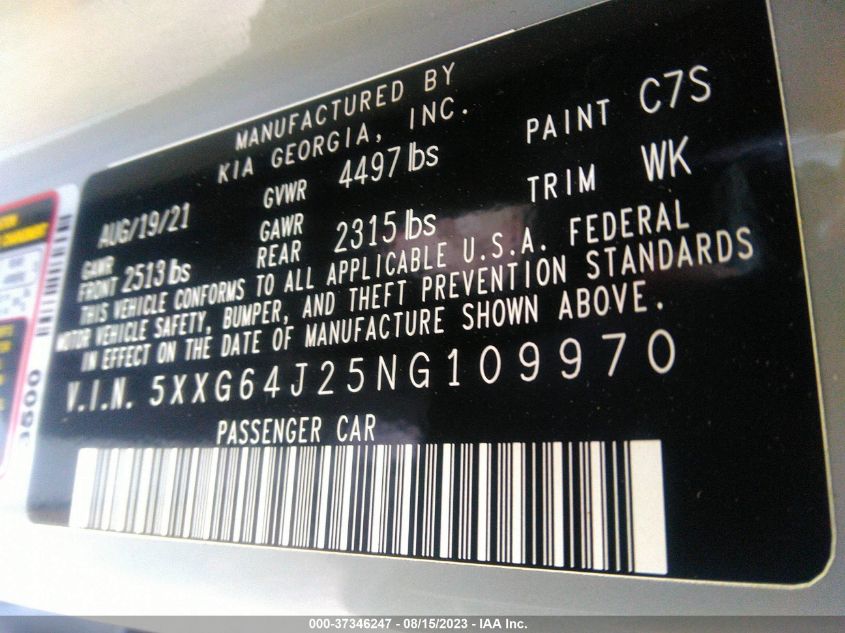 MANUFACTURED BY
KIA GEORGIA, INC.
AUG/19/21 GVWR 4497 lbs PAINT C7S
GAWR FRONT 2513 lbs GAWR REAR 2315 lbs TRIM WK
THIS VEHICLE CONFORMS TO ALL APPLICABLE U.S.A. FEDERAL
MOTOR VEHICLE SAFETY, BUMPER, AND THEFT PREVENTION STANDARDS
IN EFFECT ON THE DATE OF MANUFACTURE SHOWN ABOVE.
V.I.N. 5XXG64J25NG109970
PASSENGER CAR
000-37346247 - 08/15/2023 - IAA Inc.